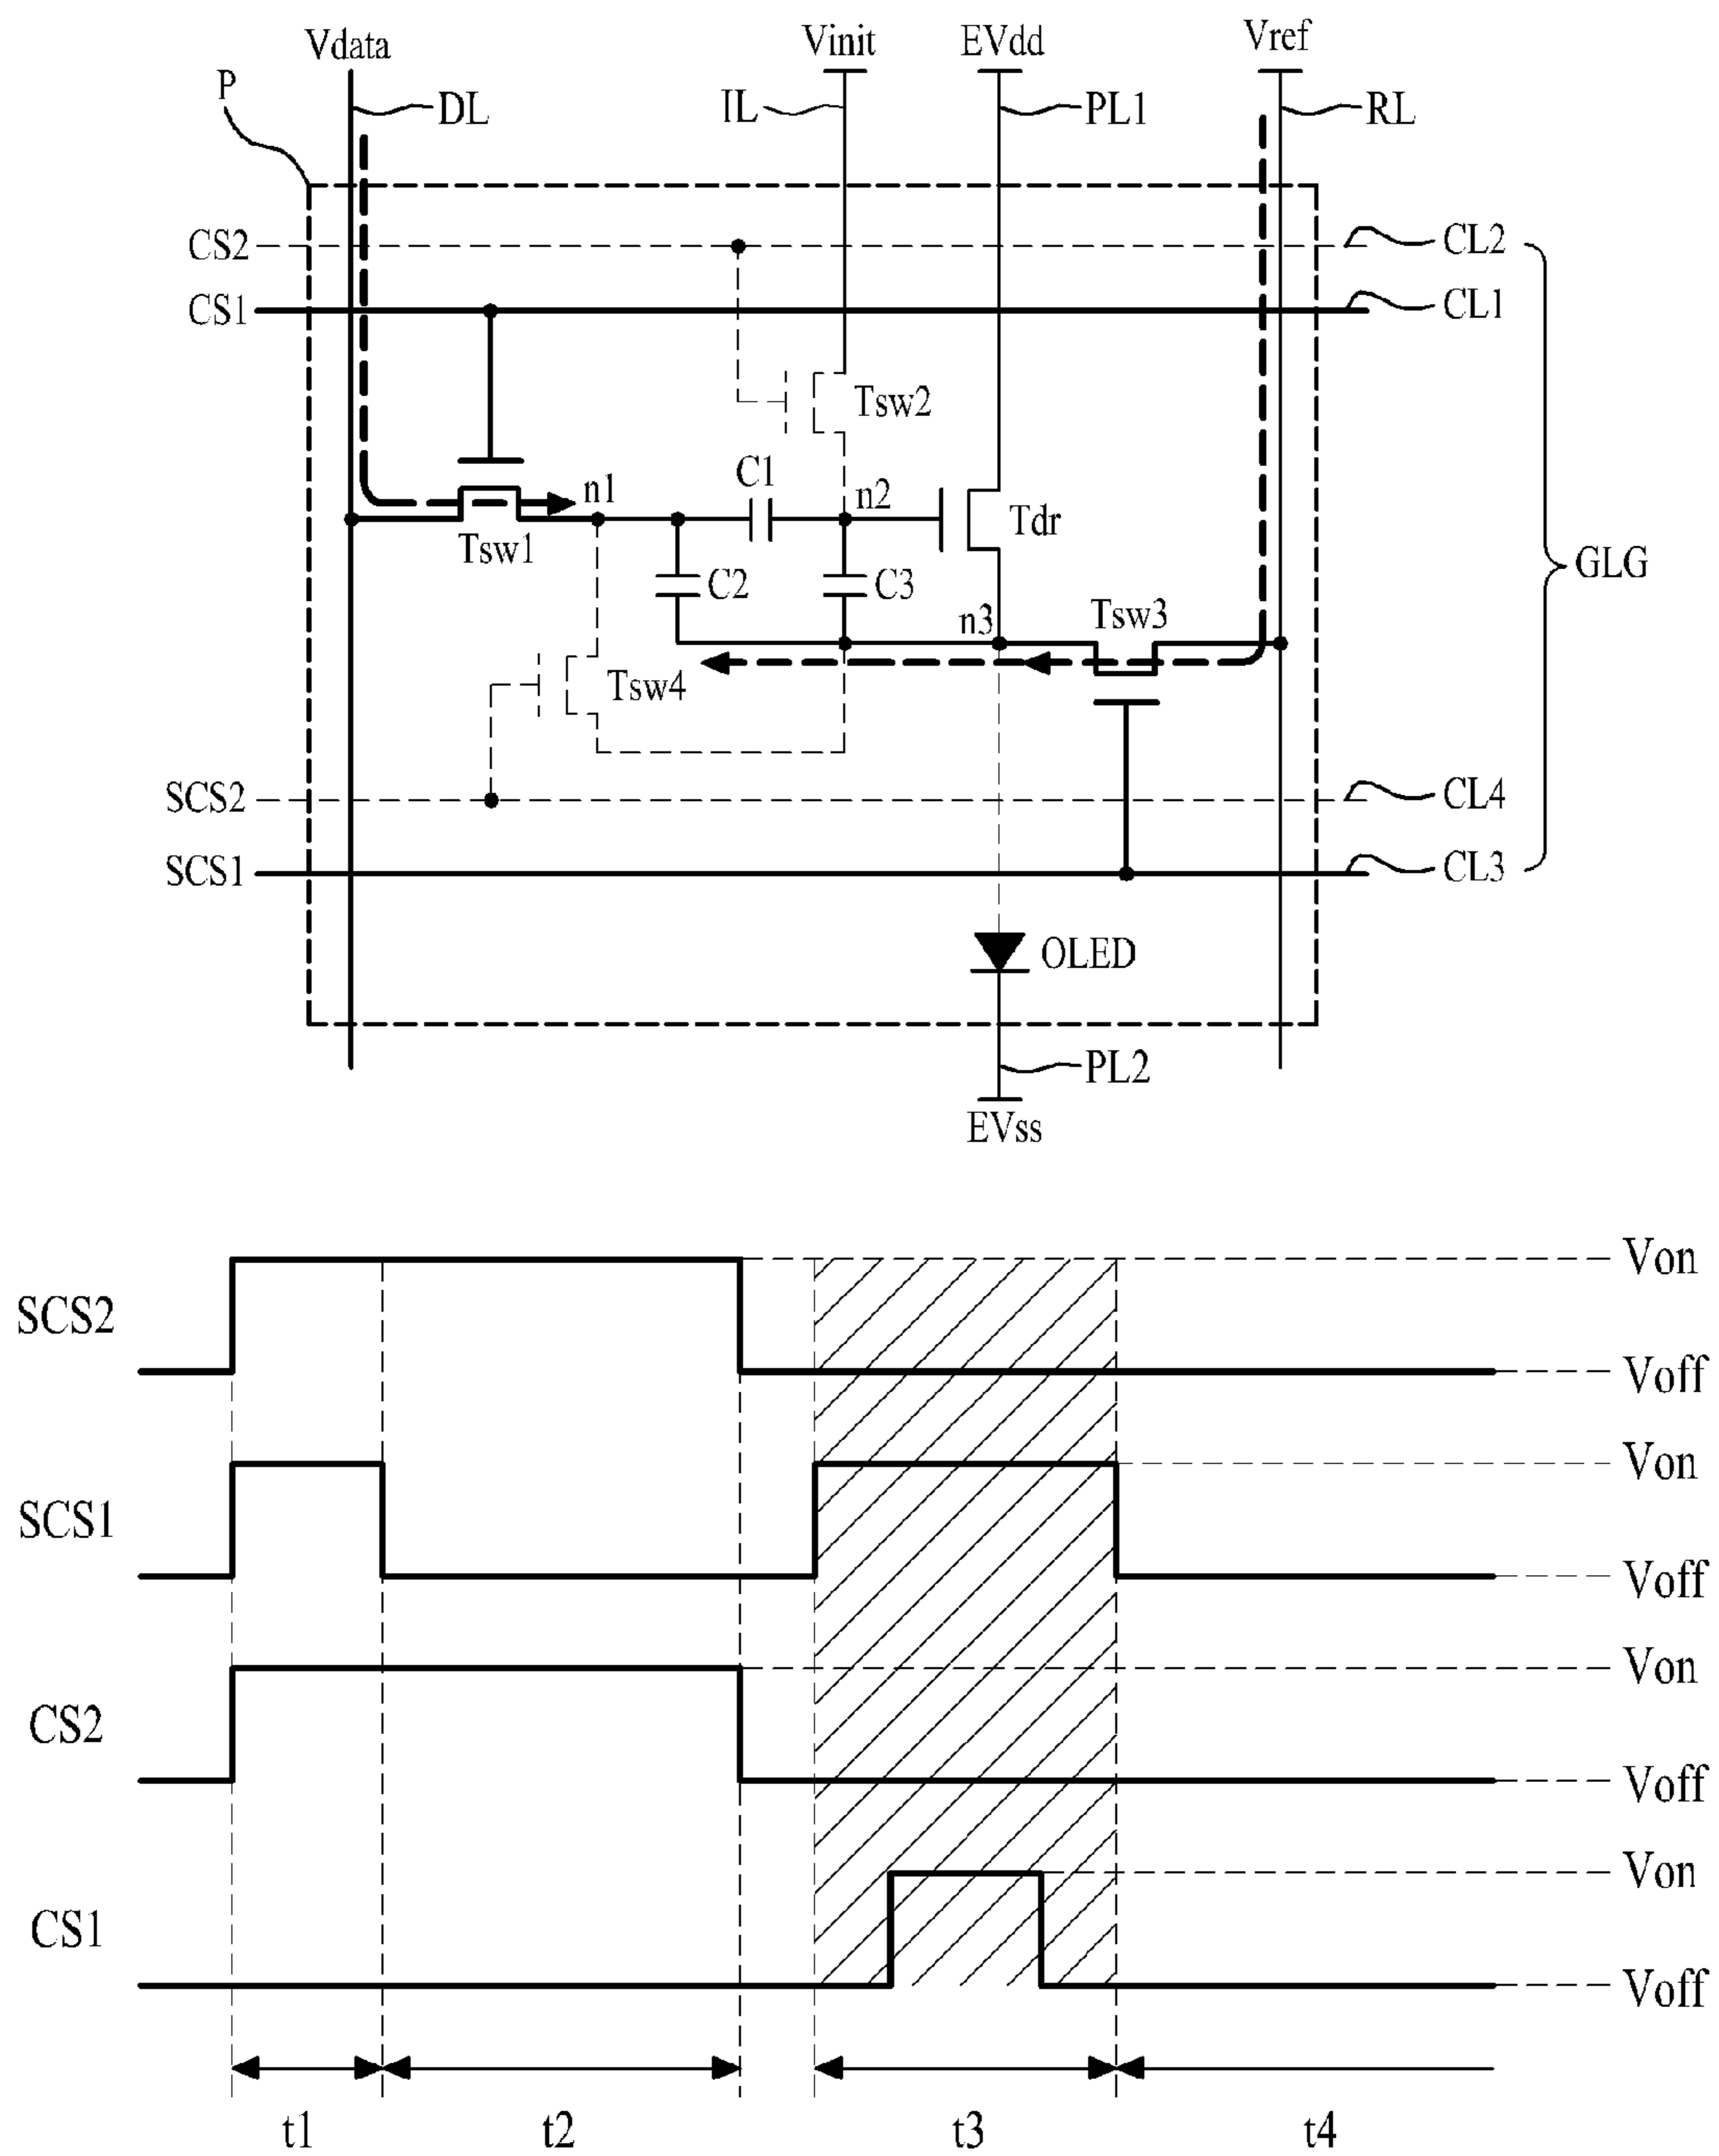 Vdata
Vinit
EVdd
Vref
P
DL
IL
PL1
RL
CS2
CL2
CS1
CL1
Tsw2
C1
n1
n2
Tsw1
Tdr
C2
C3
GLG
n3
Tsw3
Tsw4
SCS2
CL4
SCS1
CL3
OLED
PL2
EVss
Von
SCS2
Voff
Von
SCS1
Voff
Von
CS2
Voff
Von
CS1
Voff
t1
t2
t3
t4